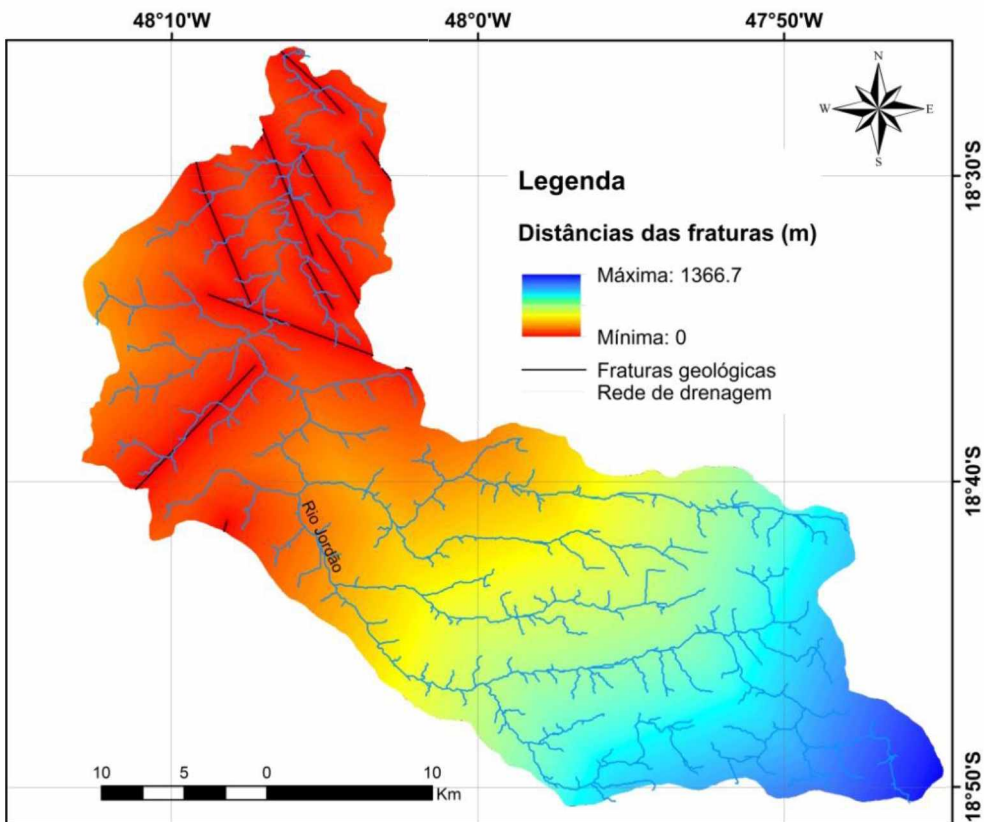 48°10'W 48°0'W 47°50'W
N
W E
S
18°30'S
Legenda
Distâncias das fraturas (m)
Máxima: 1366.7
Mínima: 0
Fraturas geológicas
Rede de drenagem
18°40'S
Rio Jordão
18°50'S
10 5 0 10
Km